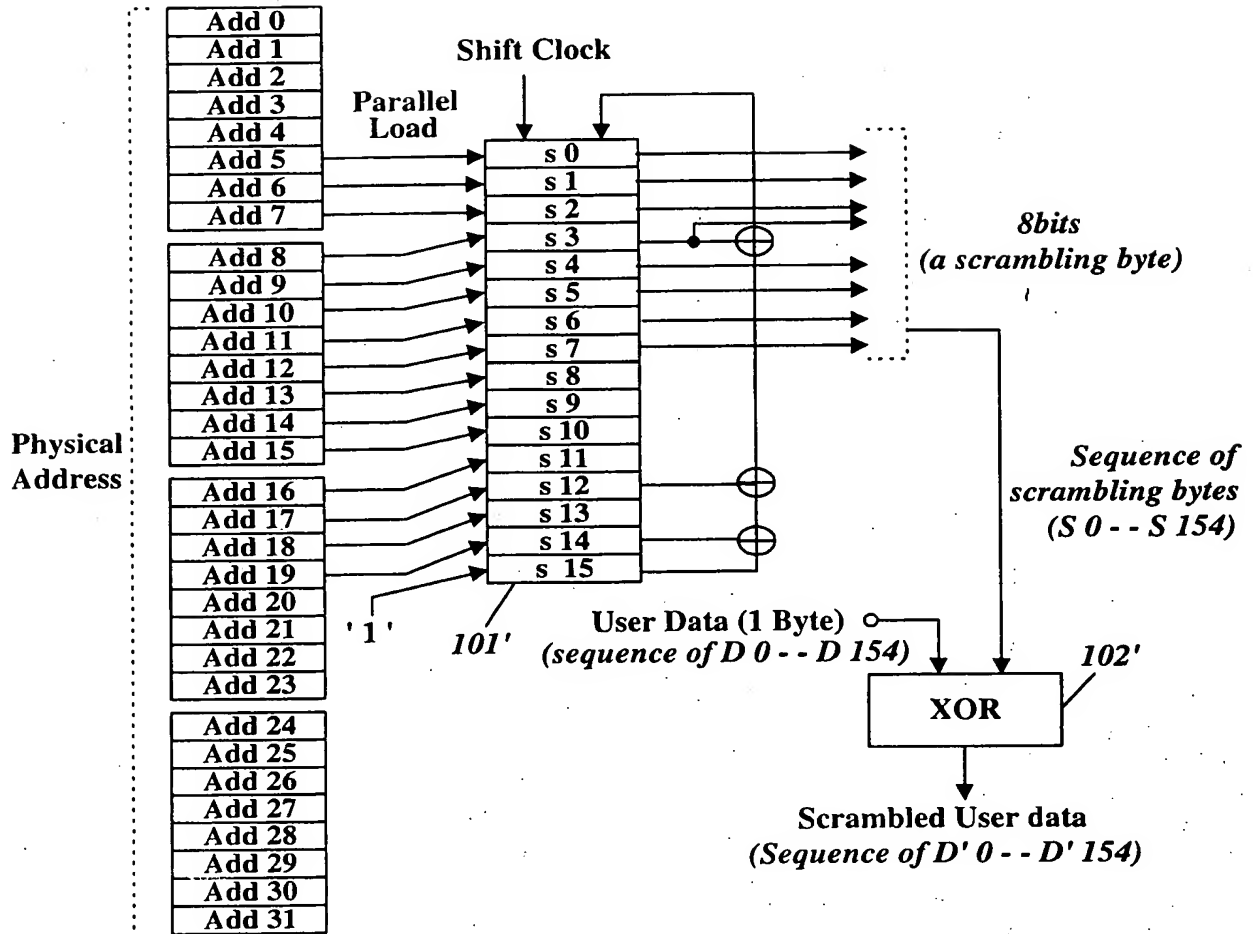 Add 0
Add 1
Add 2
Add 3
Add 4
Add 5
Add 6
Add 7
Add 8
Add 9
Add 10
Add 11
Add 12
Add 13
Add 14
Add 15
Add 16
Add 17
Add 18
Add 19
Add 20
Add 21
Add 22
Add 23
Add 24
Add 25
Add 26
Add 27
Add 28
Add 29
Add 30
Add 31
Physical
Address
Parallel
Load
Shift Clock
s 0
s 1
s 2
s 3
s 4
s 5
s 6
s 7
s 8
s 9
s 10
s 11
s 12
s 13
s 14
s 15
' 1 '
101'
8bits
(a scrambling byte)
Sequence of
scrambling bytes
(S 0 - - S 154)
User Data (1 Byte)
(sequence of D 0 - - D 154)
102'
XOR
Scrambled User data
(Sequence of D' 0 - - D' 154)